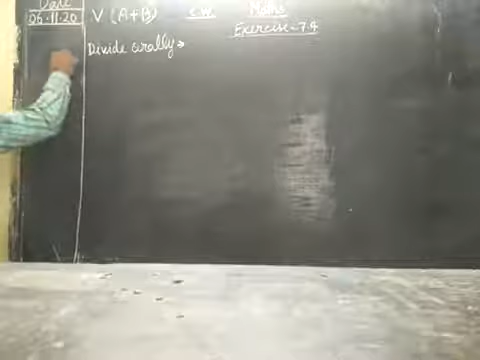 Date
06.11.20
V (A+B)
C.W.
Maths
Exercise-7.4
Divide orally→